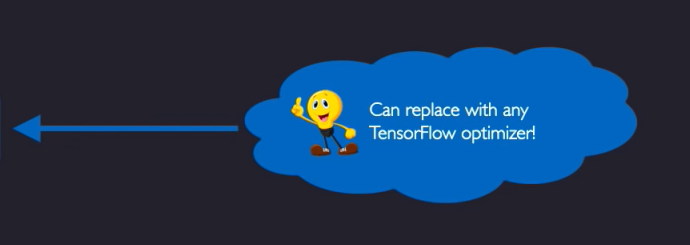 Can replace with any
TensorFlow optimizer!